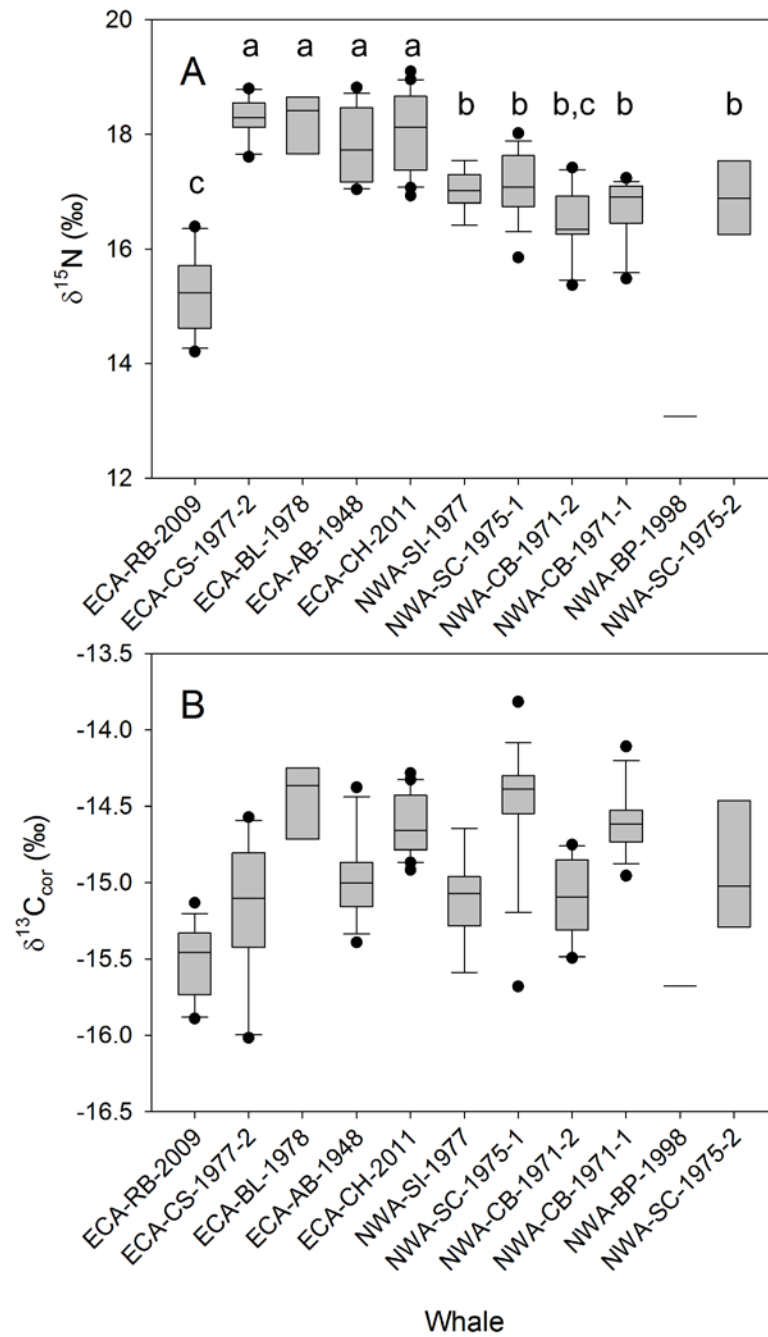 20
18
16
14
12
δ15N (‰)
A
c
a
a
a
a
b
b
b,c
b
b
ECA-RB-2009
ECA-CS-1977-2
ECA-BL-1978
ECA-AB-1948
ECA-CH-2011
NWA-SI-1977
NWA-SC-1975-1
NWA-CB-1971-2
NWA-CB-1971-1
NWA-BP-1998
NWA-SC-1975-2
-13.5
-14.0
-14.5
-15.0
-15.5
-16.0
-16.5
δ13Ccor (‰)
B
ECA-RB-2009
ECA-CS-1977-2
ECA-BL-1978
ECA-AB-1948
ECA-CH-2011
NWA-SI-1977
NWA-SC-1975-1
NWA-CB-1971-2
NWA-CB-1971-1
NWA-BP-1998
NWA-SC-1975-2
Whale